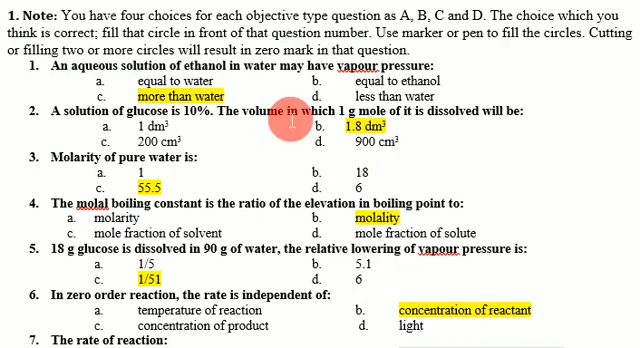 1. Note: You have four choices for each objective type question as A, B, C and D. The choice which you
think is correct; fill that circle in front of that question number. Use marker or pen to fill the circles. Cutting
or filling two or more circles will result in zero mark in that question.
1. An aqueous solution of ethanol in water may have vapour pressure:
a. equal to water b. equal to ethanol
c. more than water d. less than water
2. A solution of glucose is 10%. The volume in which 1 g mole of it is dissolved will be:
a. 1 dm³ b. 1.8 dm³
c. 200 cm³ d. 900 cm³
3. Molarity of pure water is:
a. 1 b. 18
c. 55.5 d. 6
4. The molal boiling constant is the ratio of the elevation in boiling point to:
a. molarity b. molality
c. mole fraction of solvent d. mole fraction of solute
5. 18 g glucose is dissolved in 90 g of water, the relative lowering of vapour pressure is:
a. 1/5 b. 5.1
c. 1/51 d. 6
6. In zero order reaction, the rate is independent of:
a. temperature of reaction b. concentration of reactant
c. concentration of product d. light
7. The rate of reaction: